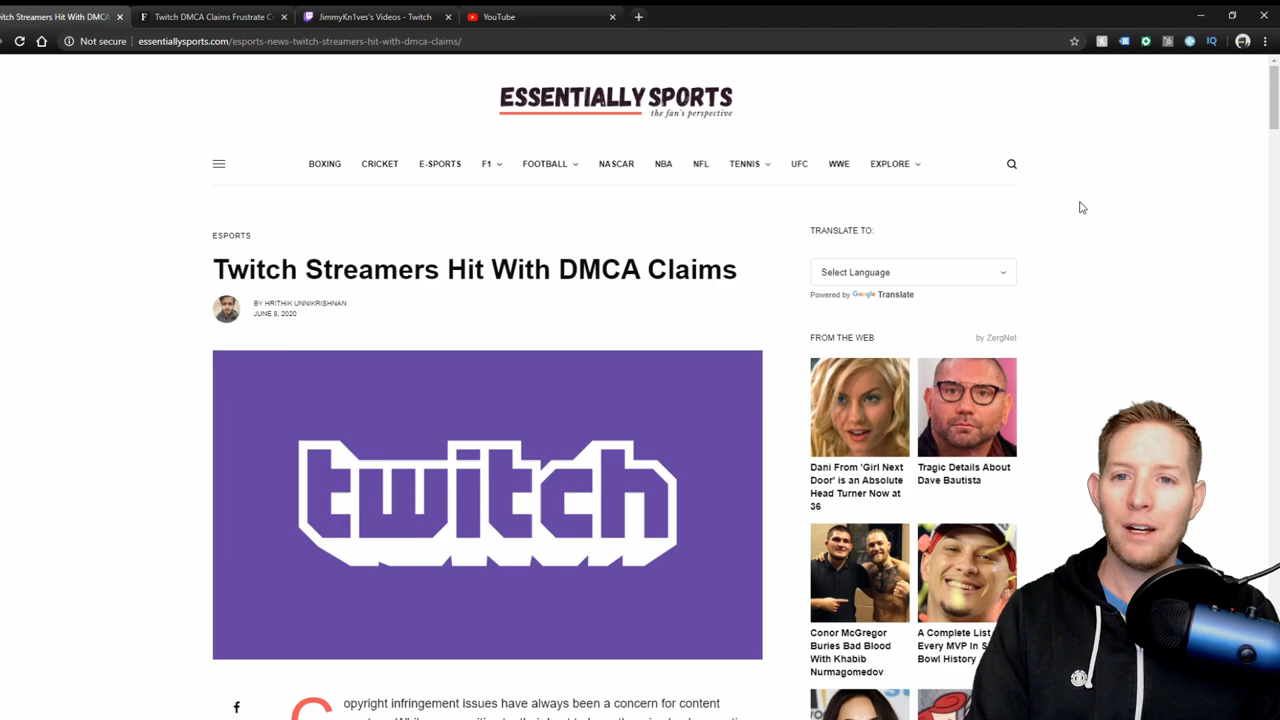 itch Streamers Hit With DMCA
Twitch DMCA Claims Frustrate C
JimmyKn1ves's Videos - Twitch
YouTube
Not secure
essentiallysports.com/esports-news-twitch-streamers-hit-with-dmca-claims/
IQ
ESSENTIALLYSPORTS
the fan's perspective
BOXING CRICKET E-SPORTS F1 FOOTBALL NASCAR NBA NFL TENNIS UFC WWE EXPLORE
ESPORTS
Twitch Streamers Hit With DMCA Claims
BY HRITHIK UNNIKRISHNAN
JUNE 8, 2020
twitch
opyright infringement issues have always been a concern for content
TRANSLATE TO:
Select Language
Powered by Google Translate
FROM THE WEB
by ZergNet
Dani From 'Girl Next
Door' is an Absolute
Head Turner Now at
36
Tragic Details About
Dave Bautista
Conor McGregor
Buries Bad Blood
With Khabib
Nurmagomedov
A Complete List
Every MVP In S
Bowl History